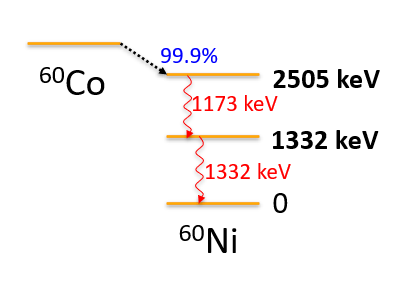 99.9%
⁶⁰Co
2505 keV
1173 keV
1332 keV
1332 keV
0
⁶⁰Ni